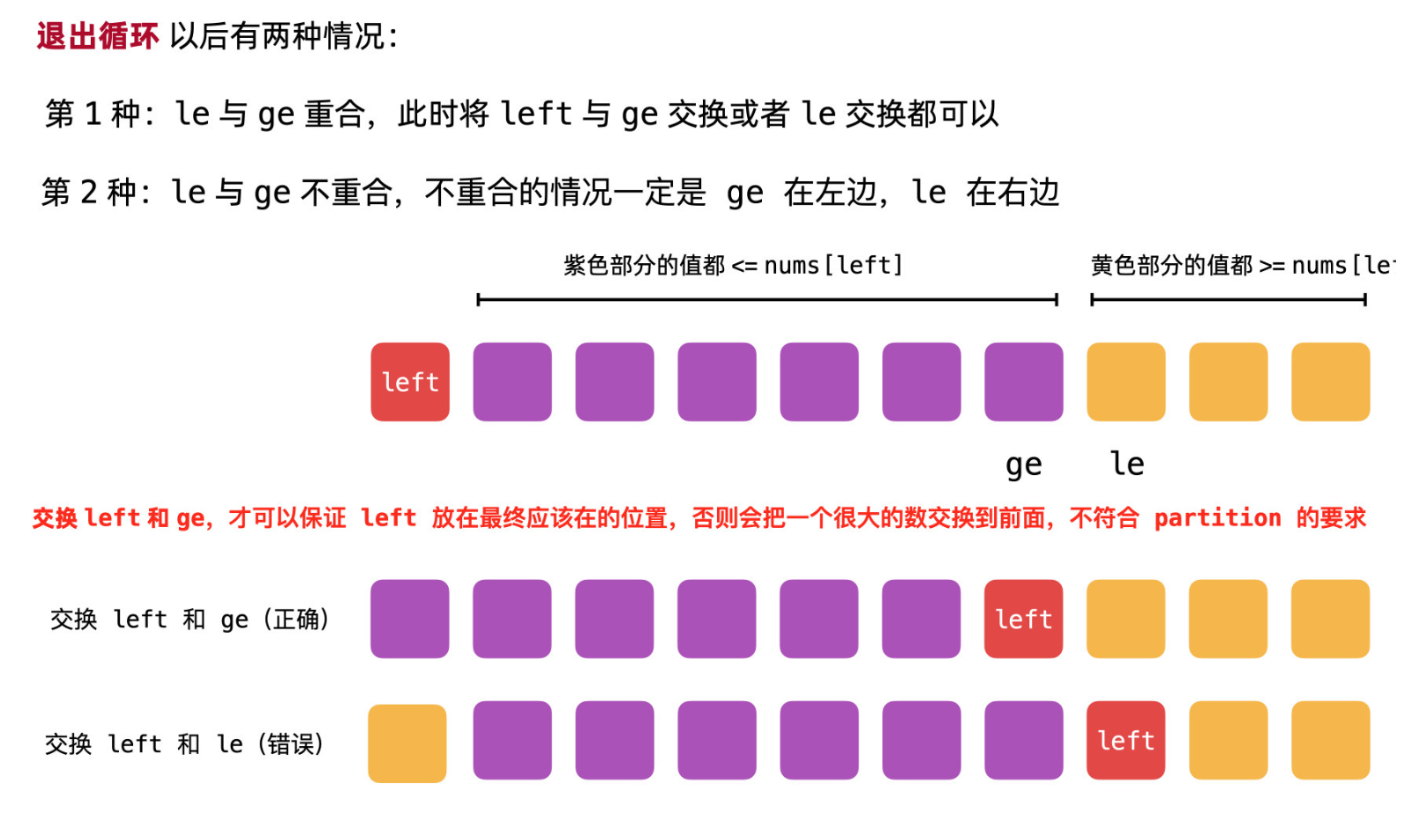 退出循环 以后有两种情况：
第 1 种：le 与 ge 重合，此时将 left 与 ge 交换或者 le 交换都可以
第 2 种：le 与 ge 不重合，不重合的情况一定是 ge 在左边，le 在右边
紫色部分的值都 <= nums[left] 黄色部分的值都 >= nums[le
left
ge le
交换 left 和 ge，才可以保证 left 放在最终应该在的位置，否则会把一个很大的数交换到前面，不符合 partition 的要求
交换 left 和 ge（正确） left
交换 left 和 le（错误） left